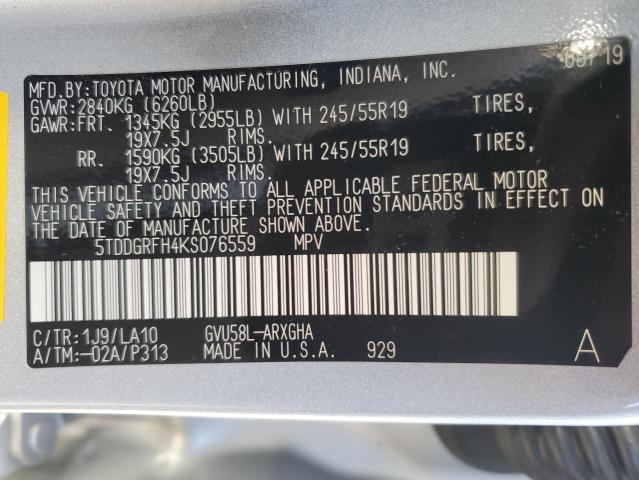 MFD.BY:TOYOTA MOTOR MANUFACTURING, INDIANA, INC.
GVWR:2840KG (6260LB)
GAWR:FRT. 1345KG (2955LB) WITH 245/55R19 TIRES,
19X7.5J RIMS.
RR. 1590KG (3505LB) WITH 245/55R19 TIRES,
19X7.5J RIMS.
THIS VEHICLE CONFORMS TO ALL APPLICABLE FEDERAL MOTOR
VEHICLE SAFETY AND THEFT PREVENTION STANDARDS IN EFFECT ON
THE DATE OF MANUFACTURE SHOWN ABOVE.
5TDDGRFH4KS076559 MPV
C/TR:1J9/LA10 GVU58L-ARXGHA
A/TM:-02A/P313 MADE IN U.S.A. 929 A